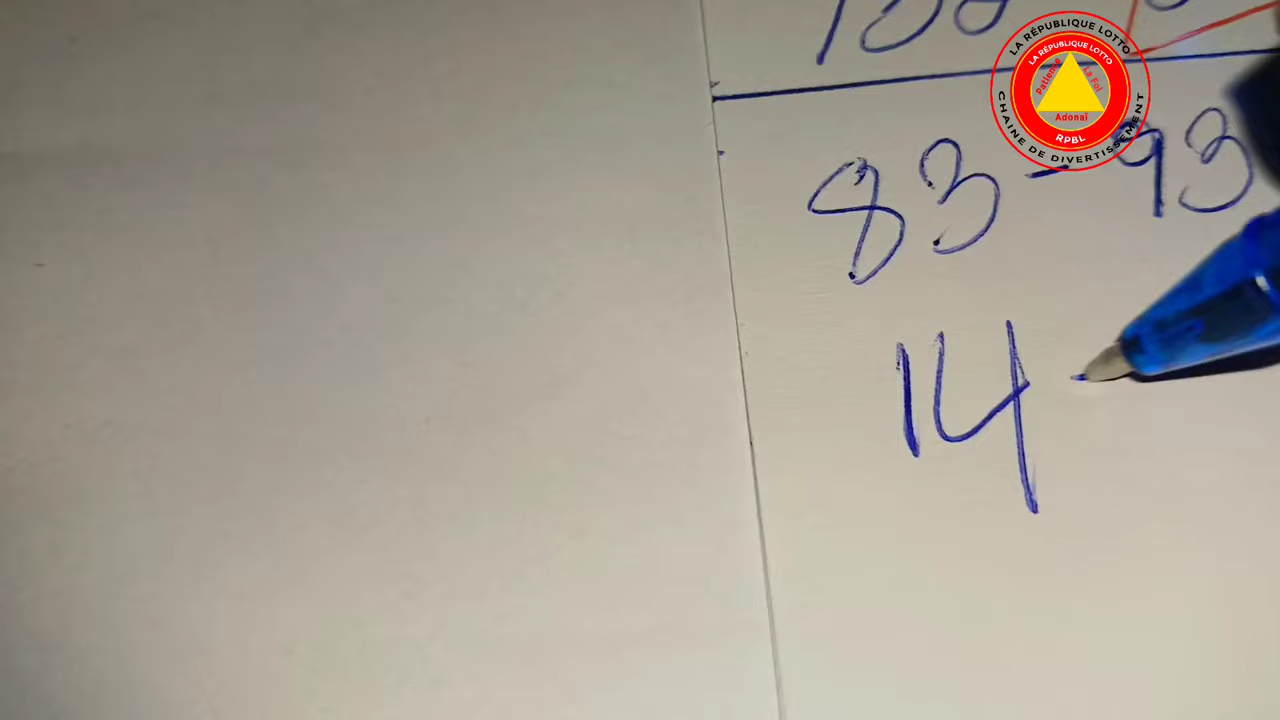 LA RÉPUBLIQUE LOTTO
LA RÉPUBLIQUE LOTTO
Patience
La Foi
Adonaï
RPBL
CHAINE DE DIVERTISSEMENT
83-93
14